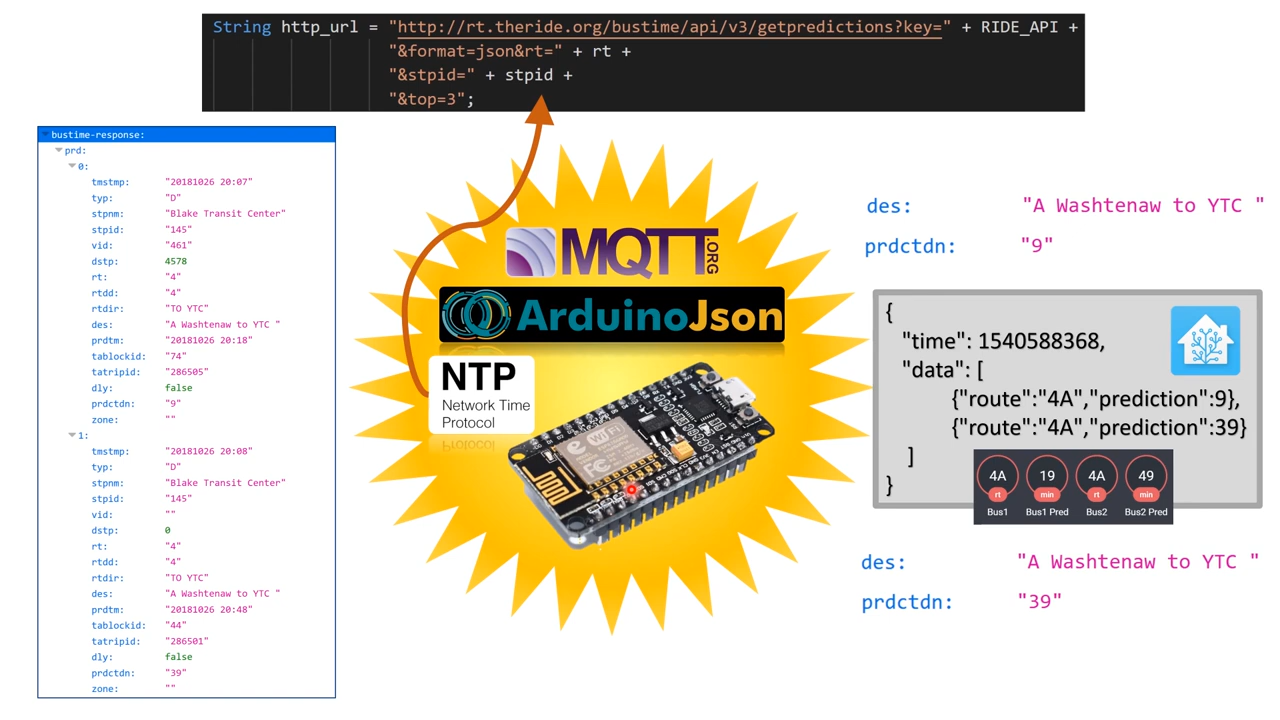 String http_url = "http://rt.theride.org/bustime/api/v3/getpredictions?key=" + RIDE_API +
"&format=json&rt=" + rt +
"&stpid=" + stpid +
"&top=3";
bustime-response:
prd:
0:
tmstmp: "20181026 20:07"
typ: "D"
stpnm: "Blake Transit Center"
stpid: "145"
vid: "461"
dstp: 4578
rt: "4"
rtdd: "4"
rtdir: "TO YTC"
des: "A Washtenaw to YTC "
prdtm: "20181026 20:18"
tablockid: "74"
tatripid: "286505"
dly: false
prdctdn: "9"
zone: ""
1:
tmstmp: "20181026 20:08"
typ: "D"
stpnm: "Blake Transit Center"
stpid: "145"
vid: ""
dstp: 0
rt: "4"
rtdd: "4"
rtdir: "TO YTC"
des: "A Washtenaw to YTC "
prdtm: "20181026 20:48"
tablockid: "44"
tatripid: "286501"
dly: false
prdctdn: "39"
zone: ""
MQTT.ORG
ArduinoJson
NTP
Network Time
Protocol
WiFi
FC
des: "A Washtenaw to YTC "
prdctdn: "9"
{
"time": 1540588368,
"data": [
{"route":"4A","prediction":9},
{"route":"4A","prediction":39}
]
}
4A 19 4A 49
rt min rt min
Bus1 Bus1 Pred Bus2 Bus2 Pred
des: "A Washtenaw to YTC "
prdctdn: "39"